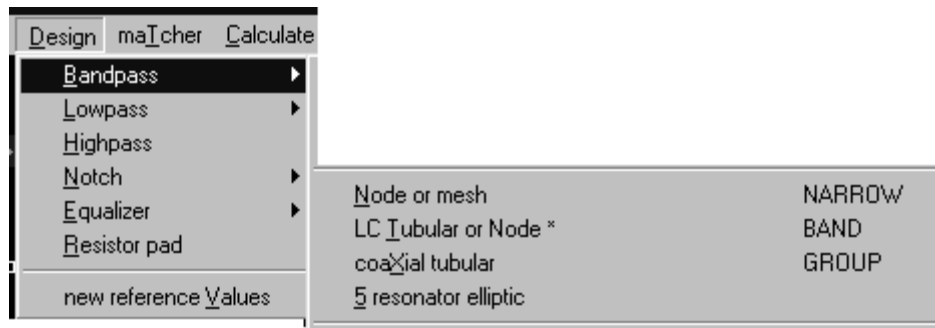 Design maTcher Calculate
Bandpass
Lowpass
Highpass
Notch
Equalizer
Resistor pad
new reference Values
Node or mesh NARROW
LC Tubular or Node * BAND
coaXial tubular GROUP
5 resonator elliptic